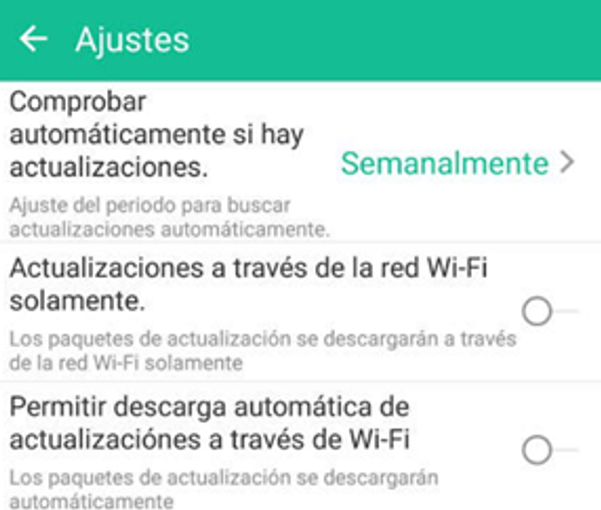 Ajustes
Comprobar
automáticamente si hay
actualizaciones.
Semanalmente
Ajuste del periodo para buscar
actualizaciones automáticamente.
Actualizaciones a través de la red Wi-Fi
solamente.
Los paquetes de actualización se descargarán a través
de la red Wi-Fi solamente
Permitir descarga automática de
actualizaciónes a través de Wi-Fi
Los paquetes de actualización se descargarán
automáticamente